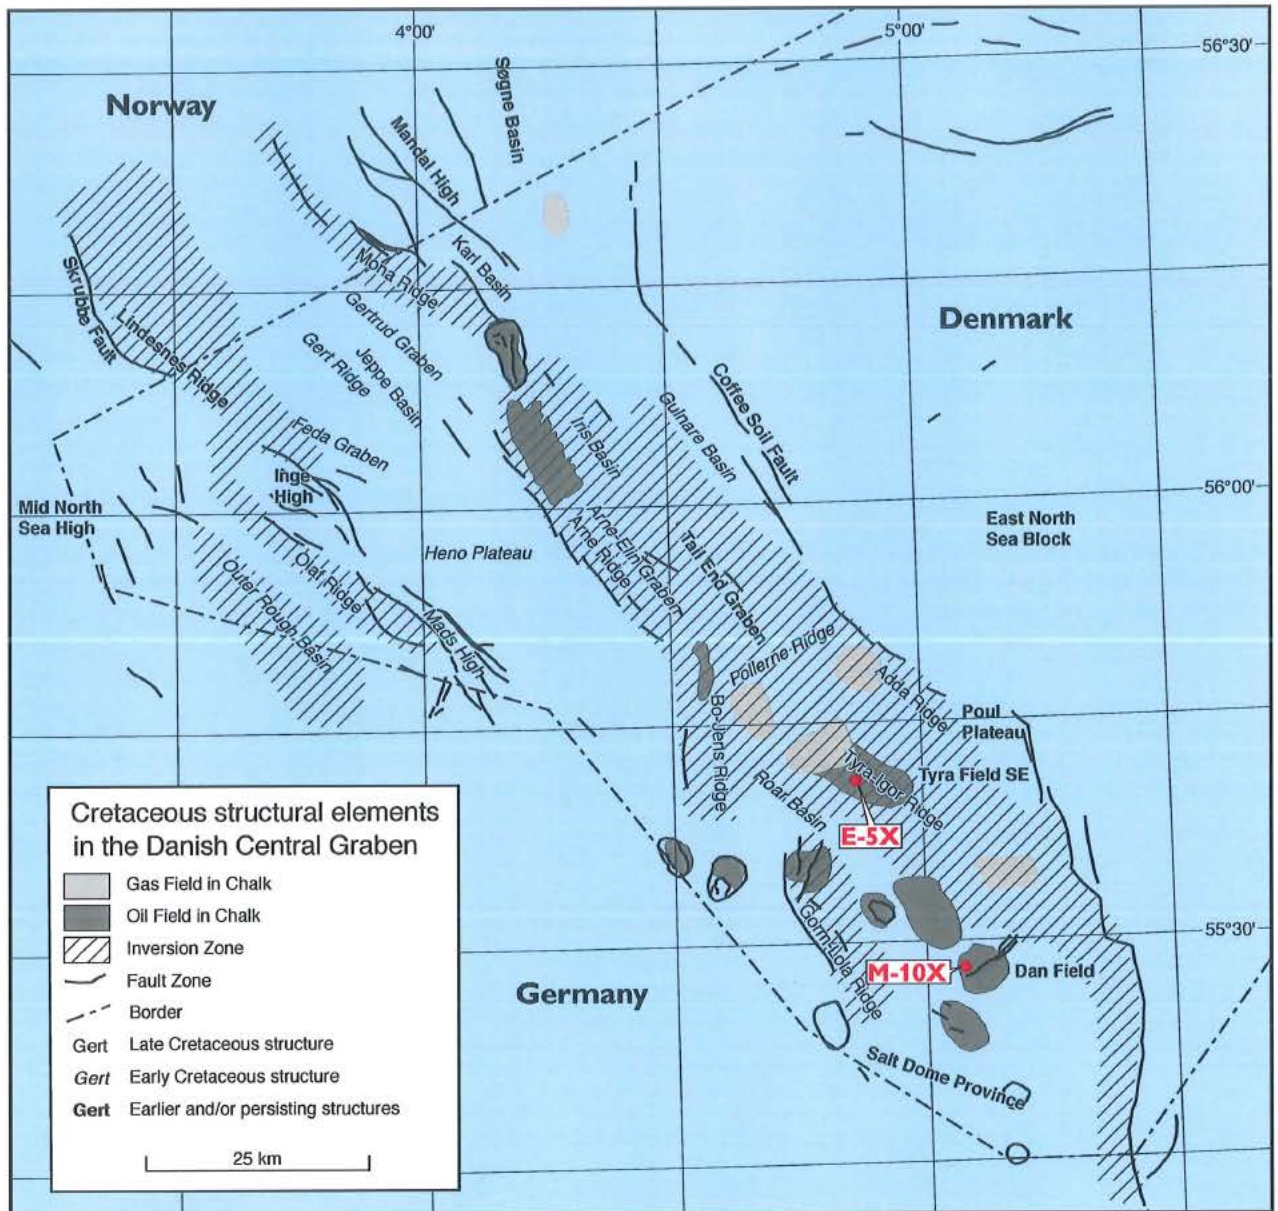 4°00'
5°00'
56°30'
Norway
Søgne Basin
Mandal High
Karl Basin
Mona Ridge
Skrubbe Fault
Lindesnes Ridge
Gertrud Graben
Gert Ridge
Jeppe Basin
Denmark
Coffee Soil Fault
Gulnare Basin
Iris Basin
Feda Graben
Inge
High
56°00'
Mid North
Sea High
East North
Sea Block
Heno Plateau
Arne-Elin Graben
Arne Ridge
Tail End Graben
Olaf Ridge
Outer Rough Basin
Mads High
Pollerne Ridge
Adda Ridge
Bo-Jens Ridge
Poul
Plateau
Tyra Field SE
Tyra-Igor Ridge
Roar Basin
E-5X
55°30'
Gorm-Lola Ridge
M-10X
Dan Field
Germany
Salt Dome Province
Cretaceous structural elements
in the Danish Central Graben
Gas Field in Chalk
Oil Field in Chalk
Inversion Zone
Fault Zone
Border
Gert Late Cretaceous structure
Gert Early Cretaceous structure
Gert Earlier and/or persisting structures
25 km